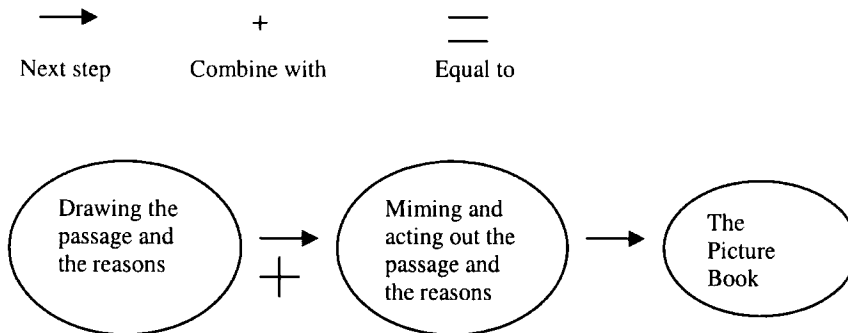 +
Next step Combine with Equal to
Drawing the
passage and
the reasons
+
Miming and
acting out the
passage and
the reasons
The
Picture
Book